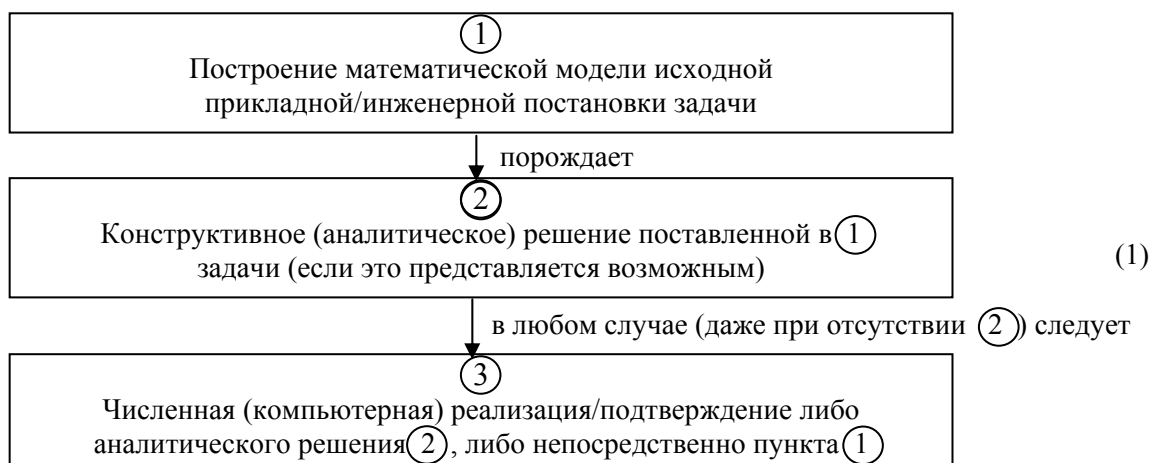 1
Построение математической модели исходной
прикладной/инженерной постановки задачи
порождает
2
Конструктивное (аналитическое) решение поставленной в 1
задачи (если это представляется возможным)
(1)
в любом случае (даже при отсутствии 2) следует
3
Численная (компьютерная) реализация/подтверждение либо
аналитического решения 2, либо непосредственно пункта 1